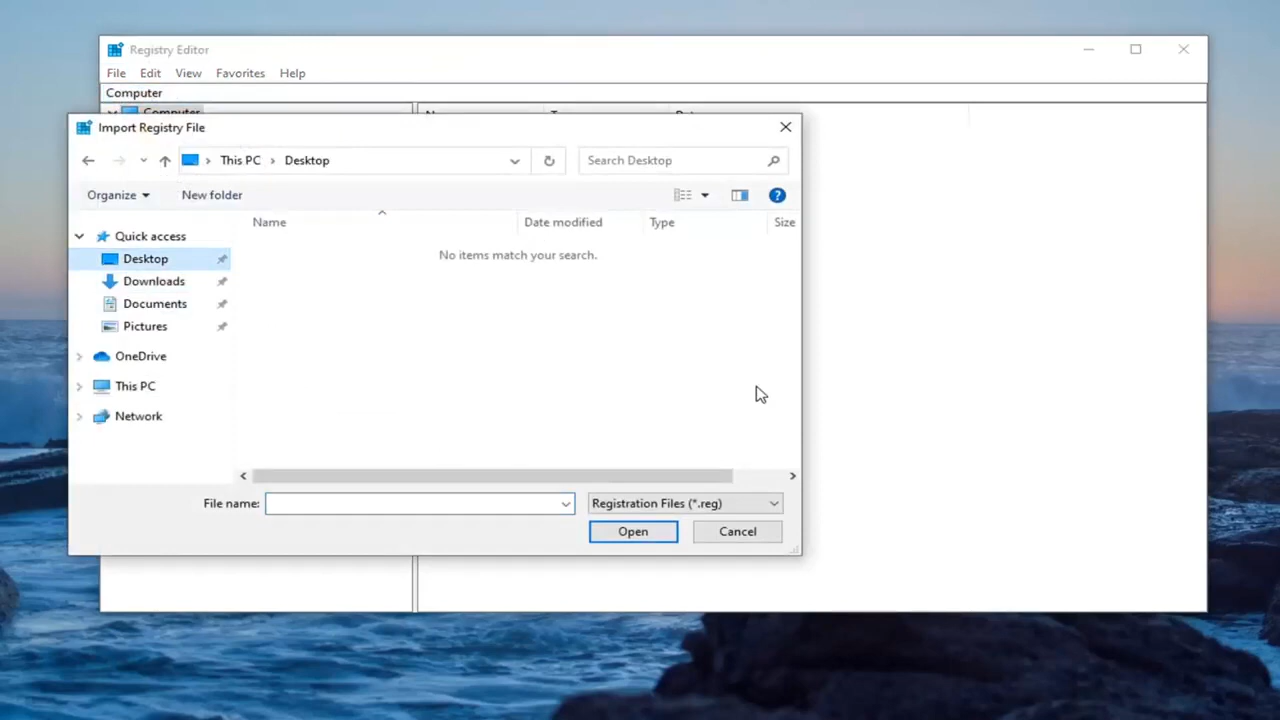 Registry Editor
File Edit View Favorites Help
Computer
Computer
Import Registry File
This PC Desktop
Search Desktop
Organize New folder
Name Date modified Type Size
No items match your search.
Quick access
Desktop
Downloads
Documents
Pictures
OneDrive
This PC
Network
File name: Registration Files (*.reg)
Open Cancel